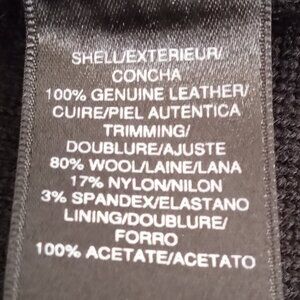 SHELL/EXTERIEUR/
CONCHA
100% GENUINE LEATHER/
CUIRE/PIEL AUTENTICA
TRIMMING/
DOUBLURE/AJUSTE
80% WOOL/LAINE/LANA
17% NYLON/NILON
3% SPANDEX/ELASTANO
LINING/DOUBLURE/
FORRO
100% ACETATE/ACETATO